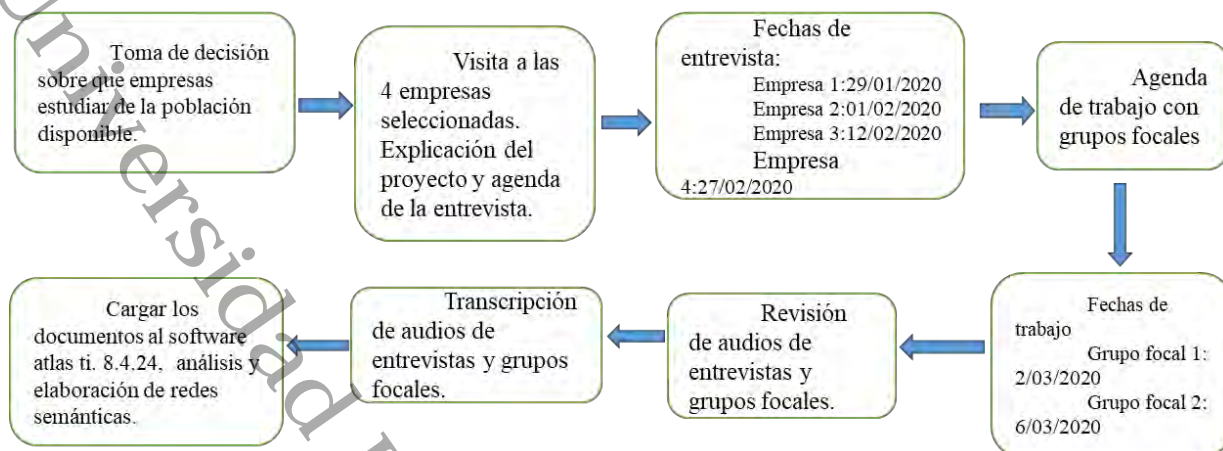 Toma de decisión
sobre que empresas
estudiar de la población
disponible.
Visita a las
4 empresas
seleccionadas.
Explicación del
proyecto y agenda
de la entrevista.
Fechas de
entrevista:
Empresa 1:29/01/2020
Empresa 2:01/02/2020
Empresa 3:12/02/2020
Empresa
4:27/02/2020
Agenda
de trabajo con
grupos focales
Fechas de
trabajo
Grupo focal 1:
2/03/2020
Grupo focal 2:
6/03/2020
Revisión
de audios de
entrevistas y
grupos focales.
Transcripción
de audios de
entrevistas y grupos
focales.
Cargar los
documentos al software
atlas ti. 8.4.24, análisis y
elaboración de redes
semánticas.
Universidad